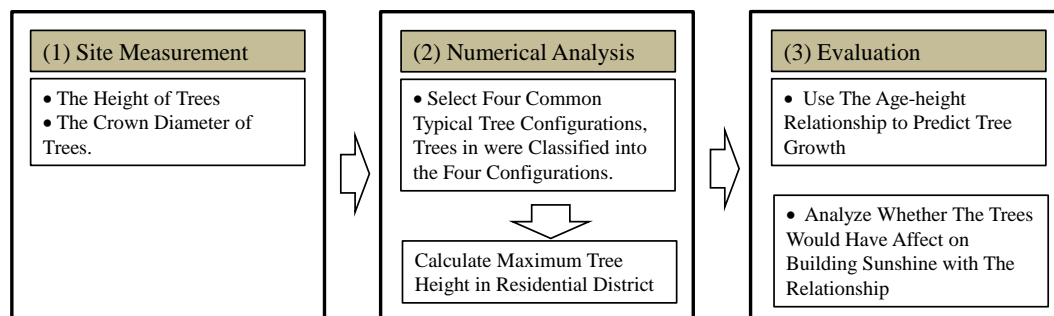 (1) Site Measurement
• The Height of Trees
• The Crown Diameter of
Trees.
(2) Numerical Analysis
• Select Four Common
Typical Tree Configurations,
Trees in were Classified into
the Four Configurations.
Calculate Maximum Tree
Height in Residential District
(3) Evaluation
• Use The Age-height
Relationship to Predict Tree
Growth
• Analyze Whether The Trees
Would Have Affect on
Building Sunshine with The
Relationship